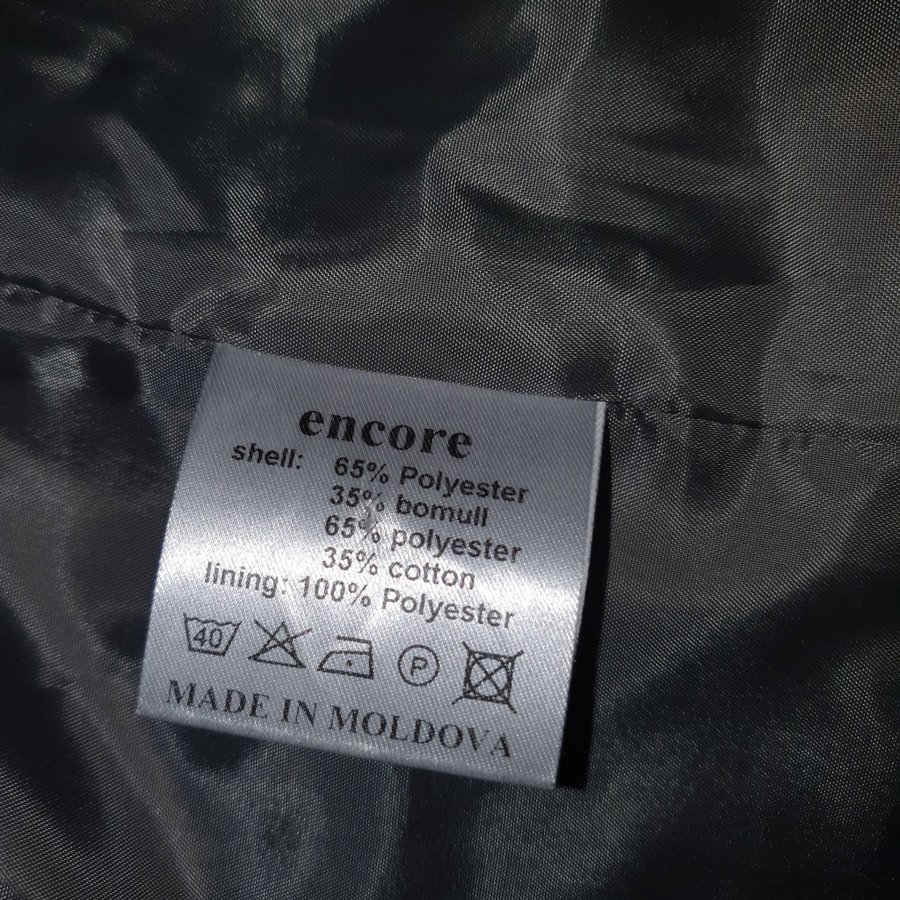 encore
shell: 65% Polyester
35% bomull
65% polyester
35% cotton
lining: 100% Polyester
40 P
MADE IN MOLDOVA